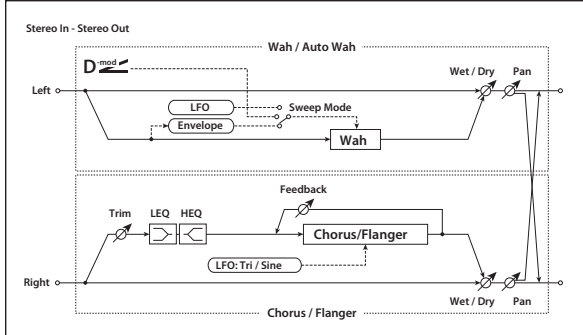 Stereo In - Stereo Out
Wah / Auto Wah
D-mod
Wet / Dry
Pan
Left
LFO
Sweep Mode
Envelope
Wah
Feedback
Trim
LEQ
HEQ
Chorus/Flanger
LFO: Tri / Sine
Right
Wet / Dry
Pan
Chorus / Flanger